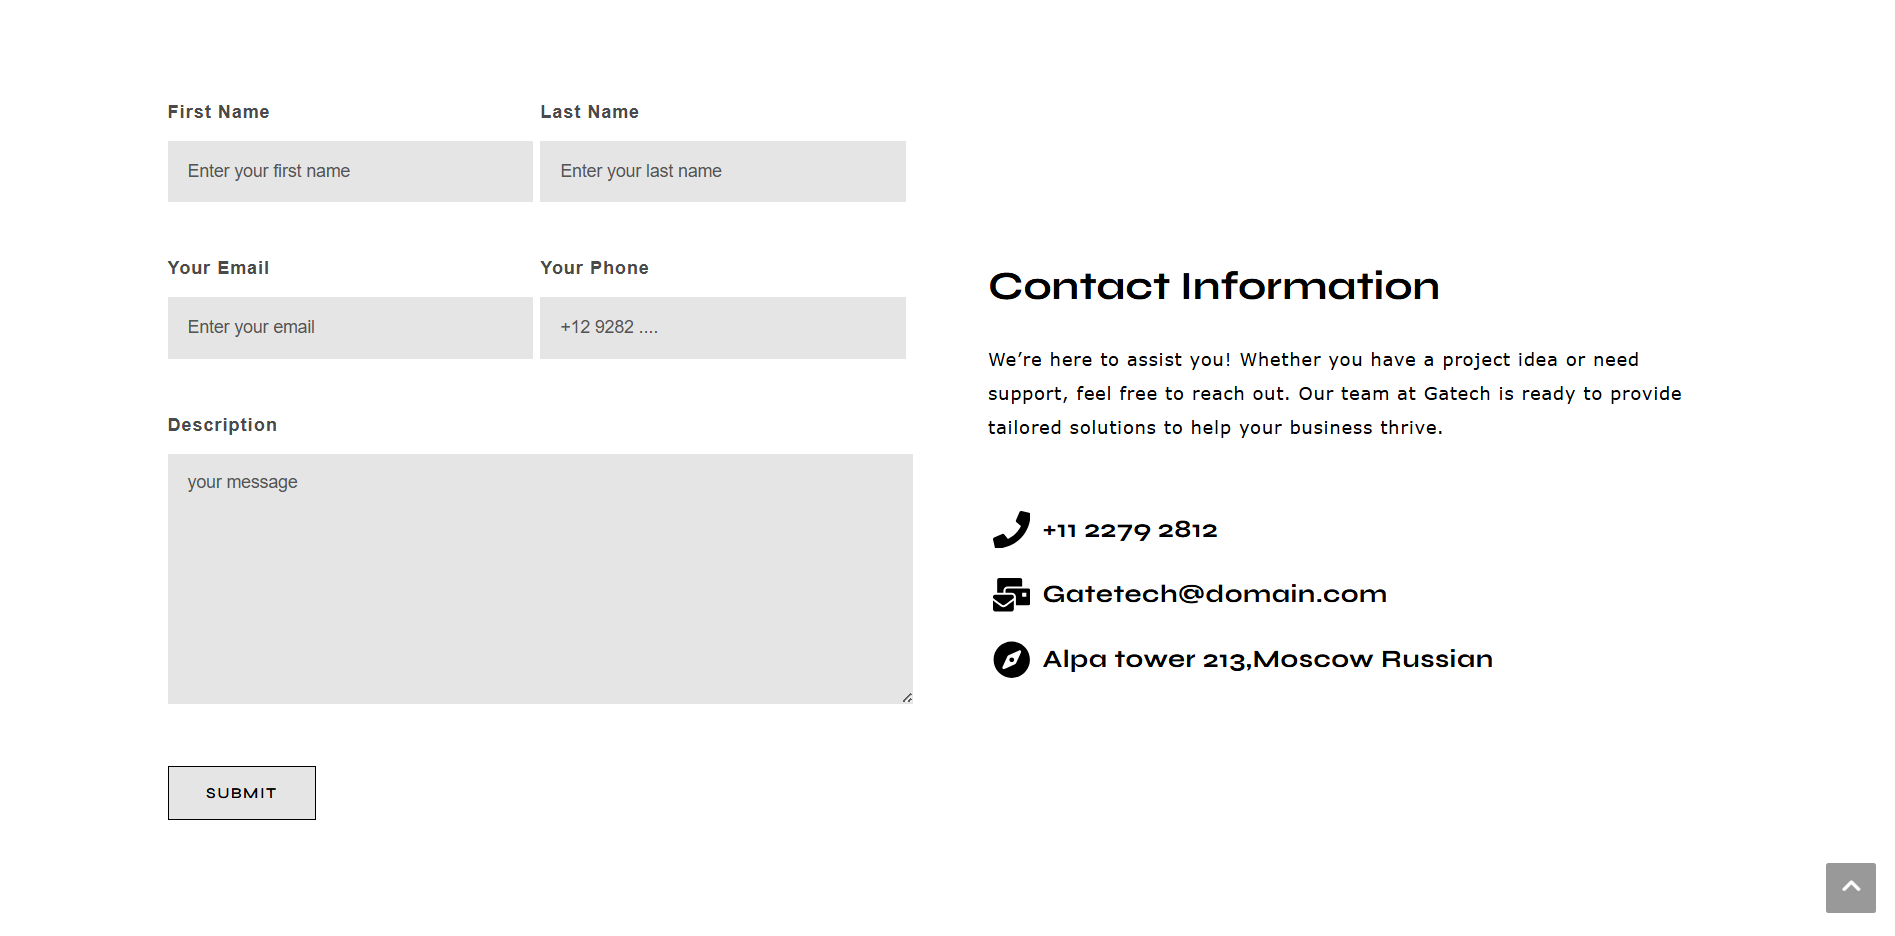 First Name
Last Name
Enter your first name
Enter your last name
Your Email
Your Phone
Enter your email
+12 9282 ....
Description
your message
SUBMIT
Contact Information
We’re here to assist you! Whether you have a project idea or need
support, feel free to reach out. Our team at Gatech is ready to provide
tailored solutions to help your business thrive.
+11 2279 2812
Gatetech@domain.com
Alpa tower 213,Moscow Russian